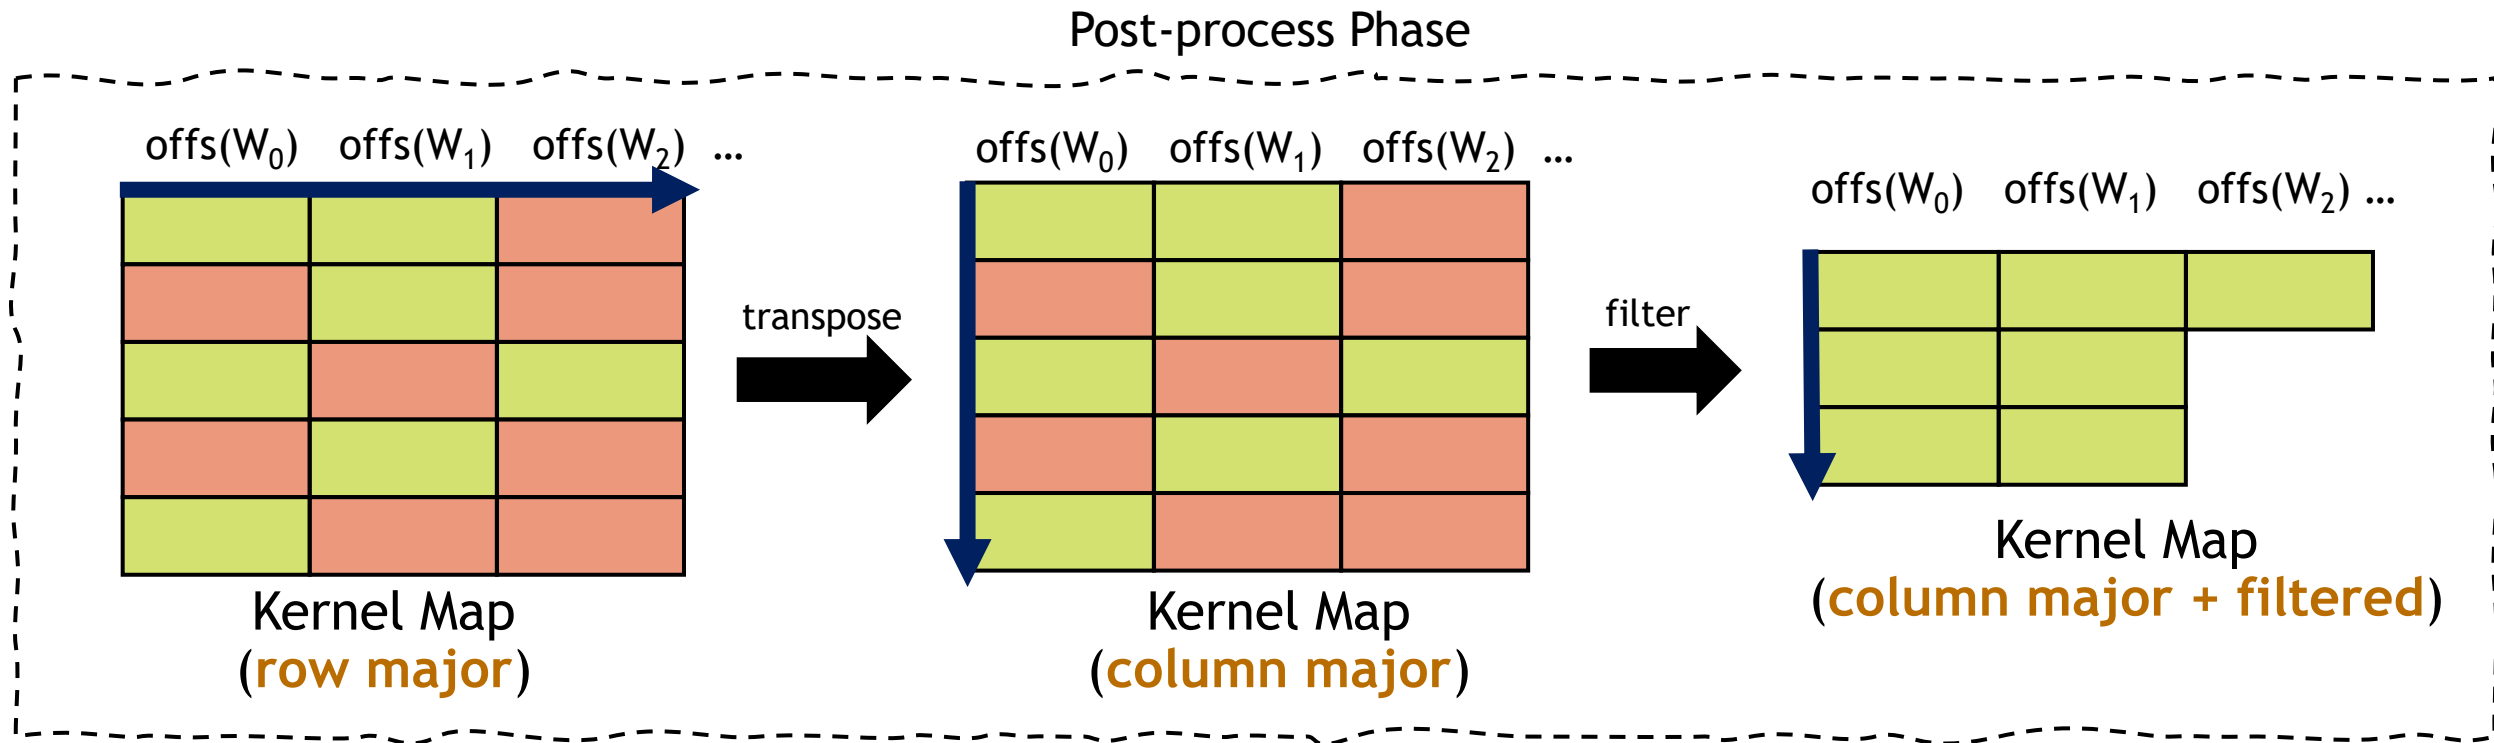 Post-process Phase
offs(W₀) offs(W₁) offs(W₂) ...
transpose
Kernel Map
(row major)
offs(W₀) offs(W₁) offs(W₂) ...
filter
Kernel Map
(column major)
offs(W₀) offs(W₁) offs(W₂) ...
Kernel Map
(column major + filtered)